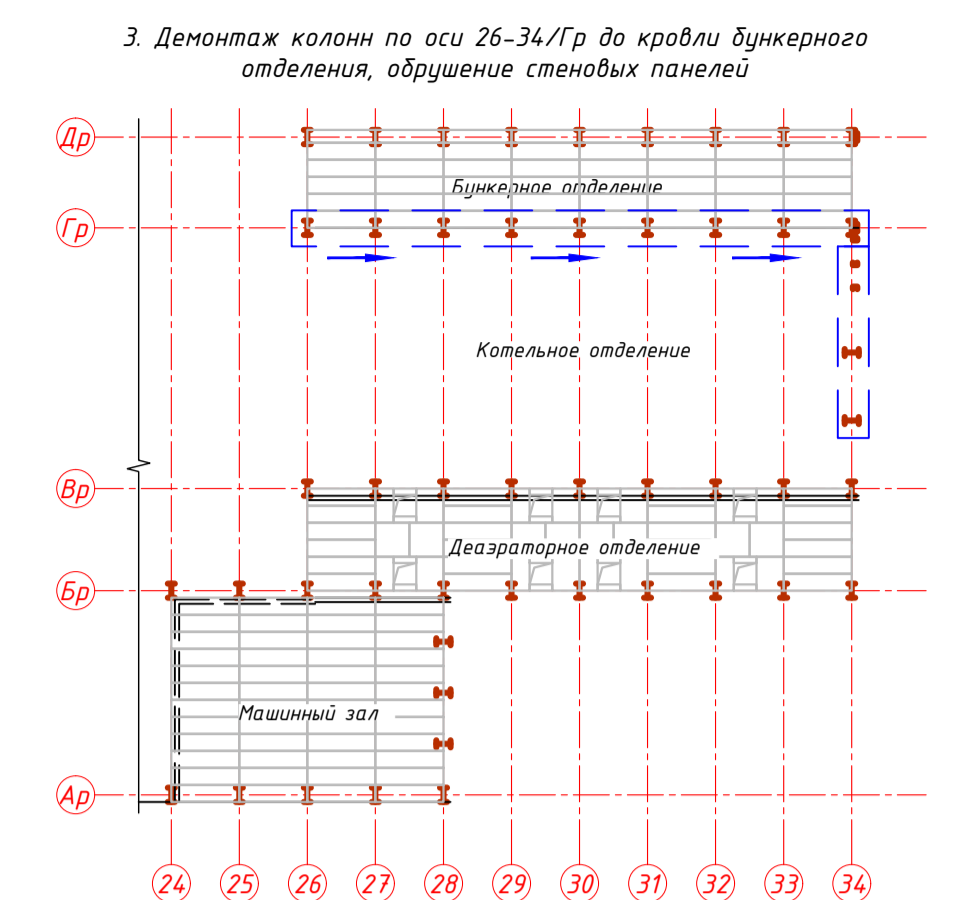 3. Демонтаж колонн по оси 26-34/Гр до кровли бункерного
отделения, обрушение стеновых панелей
Др
Бункерное отделение
Гр
Котельное отделение
Вр
Деаэраторное отделение
Бр
Машинный зал
Ар
24 25 26 27 28 29 30 31 32 33 34